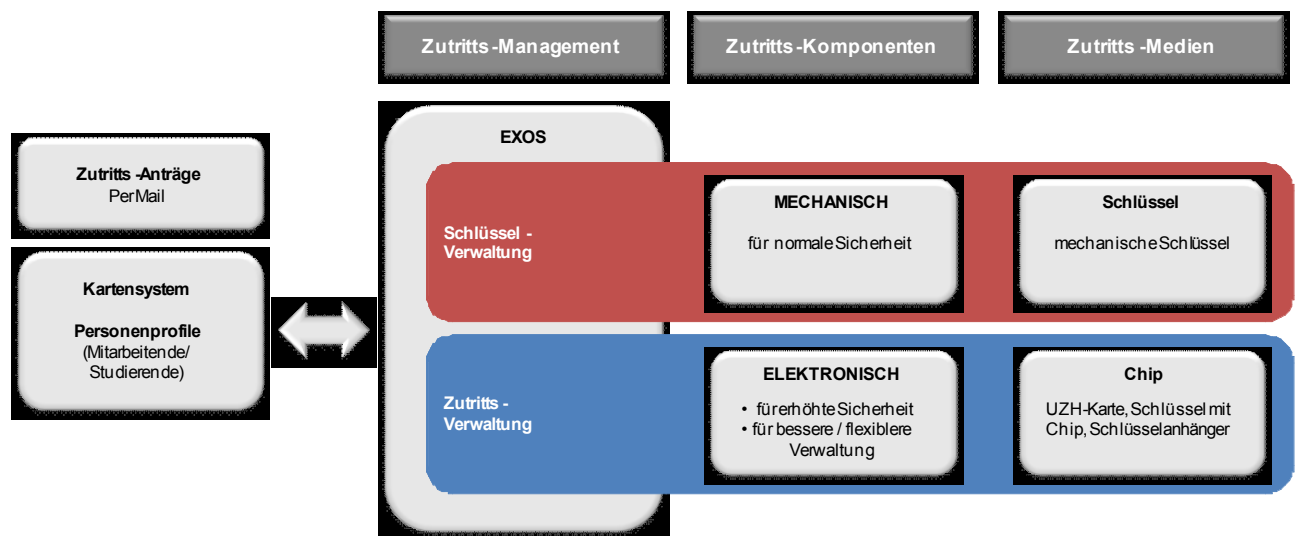 Zutritts-Management
Zutritts-Komponenten
Zutritts-Medien
EXOS
Zutritts-Anträge
Per Mail
Kartensystem
Personenprofile
(Mitarbeitende/
Studierende)
Schlüssel-
Verwaltung
MECHANISCH
für normale Sicherheit
Schlüssel
mechanische Schlüssel
Zutritts-
Verwaltung
ELEKTRONISCH
• für erhöhte Sicherheit
• für bessere / flexiblere
Verwaltung
Chip
UZH-Karte, Schlüssel mit
Chip, Schlüsselanhänger